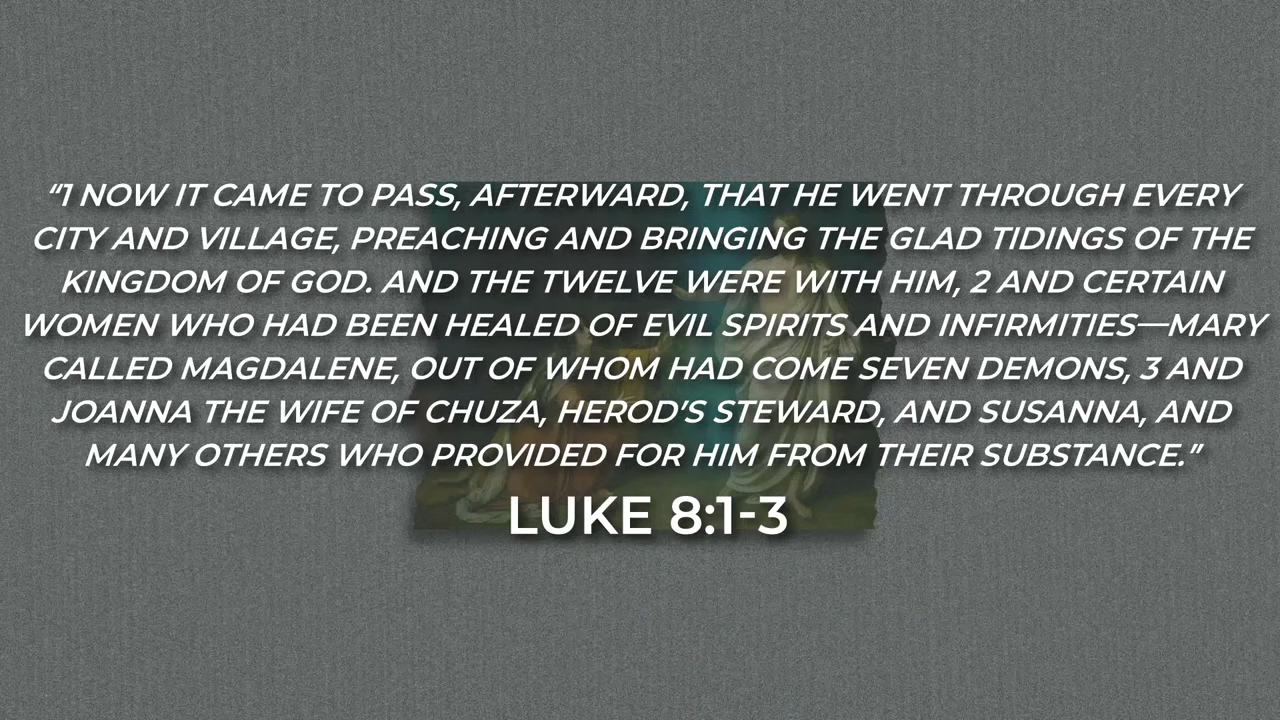 “1 NOW IT CAME TO PASS, AFTERWARD, THAT HE WENT THROUGH EVERY
CITY AND VILLAGE, PREACHING AND BRINGING THE GLAD TIDINGS OF THE
KINGDOM OF GOD. AND THE TWELVE WERE WITH HIM, 2 AND CERTAIN
WOMEN WHO HAD BEEN HEALED OF EVIL SPIRITS AND INFIRMITIES—MARY
CALLED MAGDALENE, OUT OF WHOM HAD COME SEVEN DEMONS, 3 AND
JOANNA THE WIFE OF CHUZA, HEROD’S STEWARD, AND SUSANNA, AND
MANY OTHERS WHO PROVIDED FOR HIM FROM THEIR SUBSTANCE.”
LUKE 8:1-3